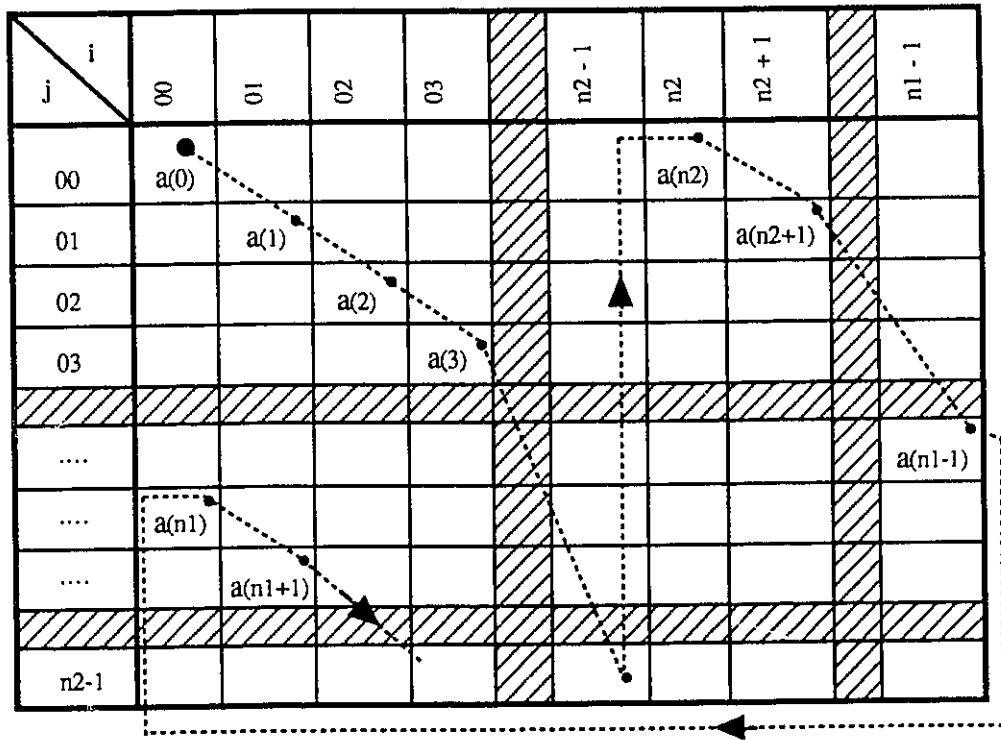 i
j
00 01 02 03 n2 - 1 n2 n2 + 1 n1 - 1
00 a(0) a(n2)
01 a(1) a(n2+1)
02 a(2)
03 a(3)
.... a(n1-1)
.... a(n1)
.... a(n1+1)
n2-1